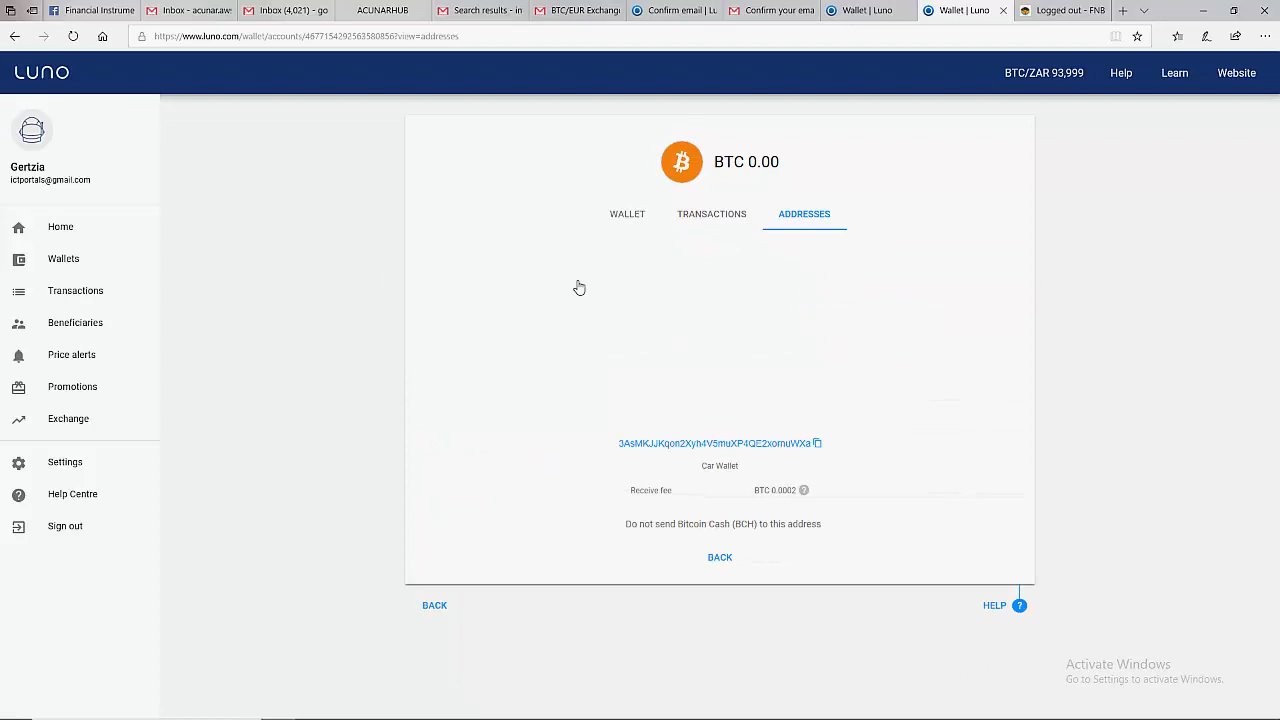 Financial Instrume
Inbox - acunar.aws
Inbox (4,021) - go
ACUNARHUB
Search results - in
BTC/EUR Exchang
Confirm email | Lu
Confirm your ema
Wallet | Luno
Wallet | Luno
Logged out - FNB
https://www.luno.com/wallet/accounts/4677154292563580856?view=addresses
LUNO
BTC/ZAR 93,999
Help
Learn
Website
Gertzia
ictportals@gmail.com
Home
Wallets
Transactions
Beneficiaries
Price alerts
Promotions
Exchange
Settings
Help Centre
Sign out
BTC 0.00
WALLET
TRANSACTIONS
ADDRESSES
3AsMKJJKqon2Xyh4V5muXP4QE2xornuWXa
Car Wallet
Receive fee
BTC 0.0002 ?
Do not send Bitcoin Cash (BCH) to this address
BACK
BACK
HELP ?
Activate Windows
Go to Settings to activate Windows.